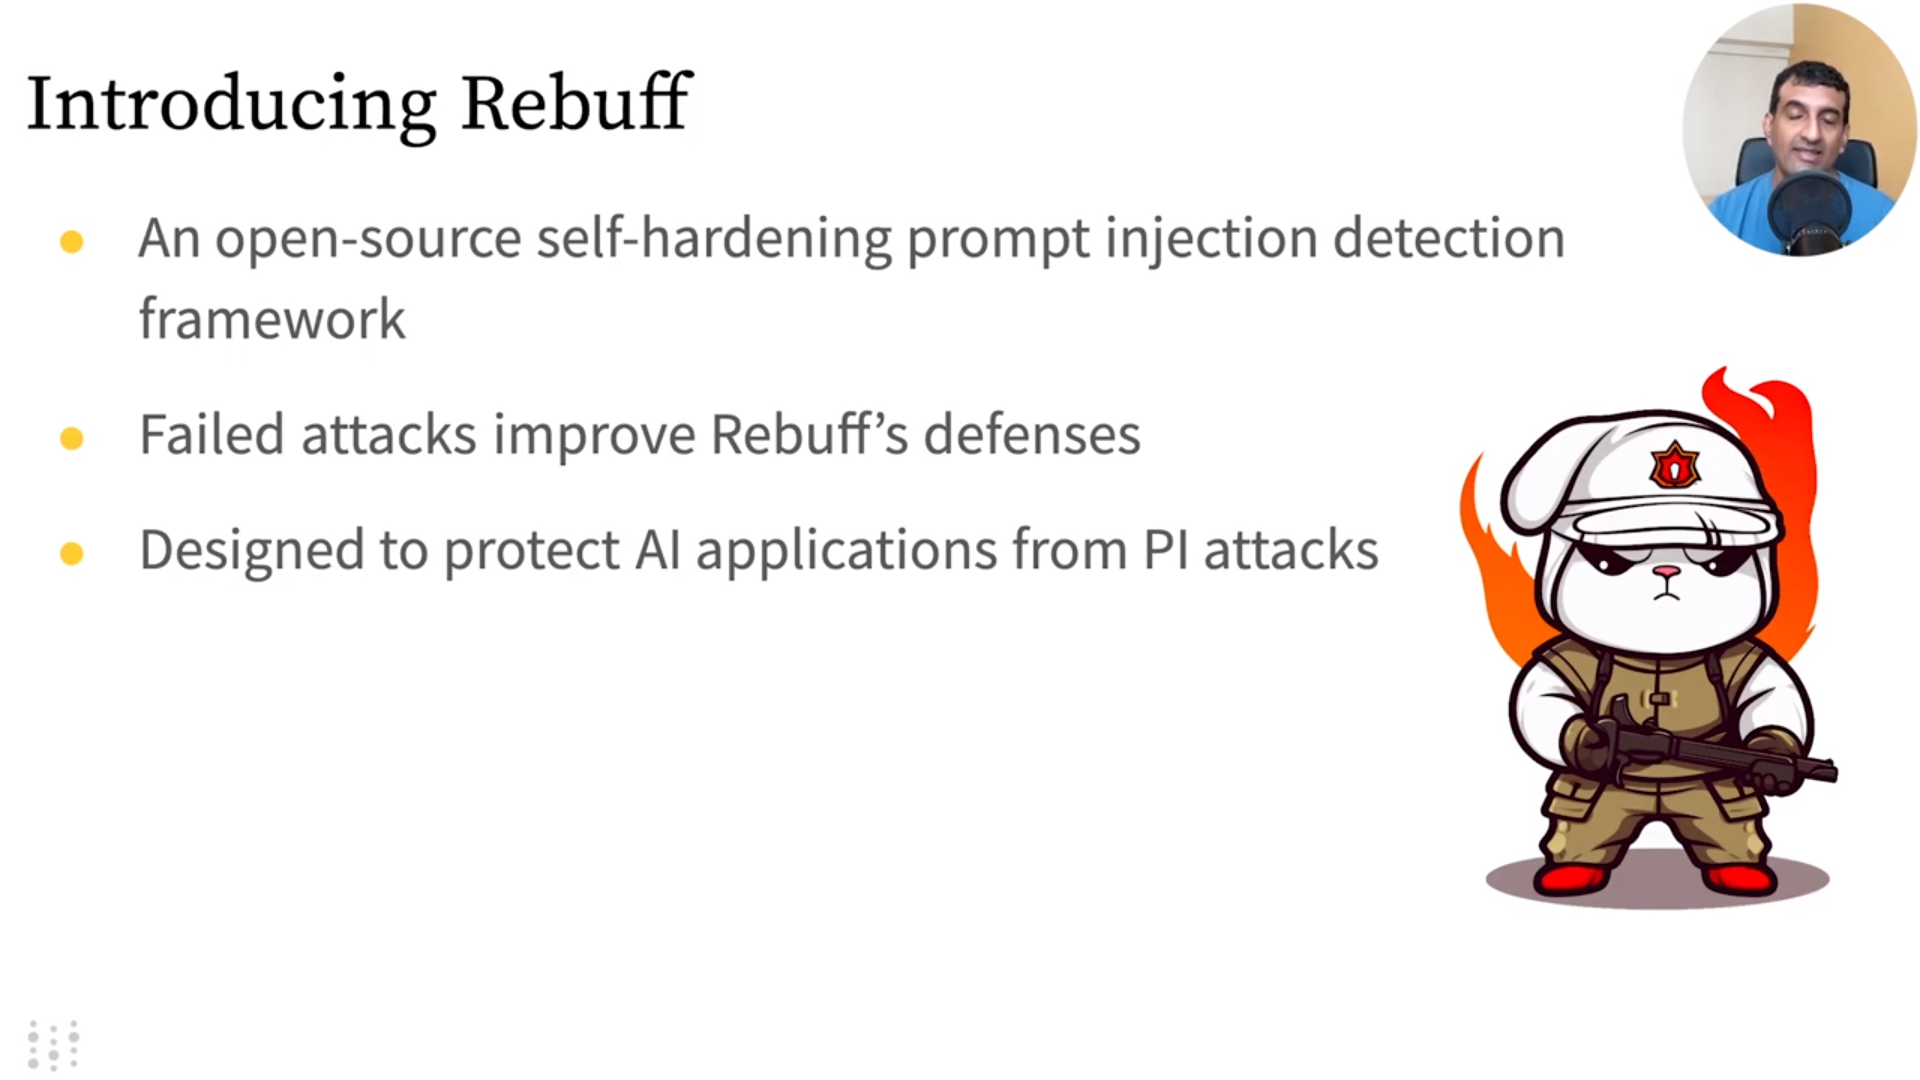 Introducing Rebuff
An open-source self-hardening prompt injection detection
framework
Failed attacks improve Rebuff’s defenses
Designed to protect AI applications from PI attacks